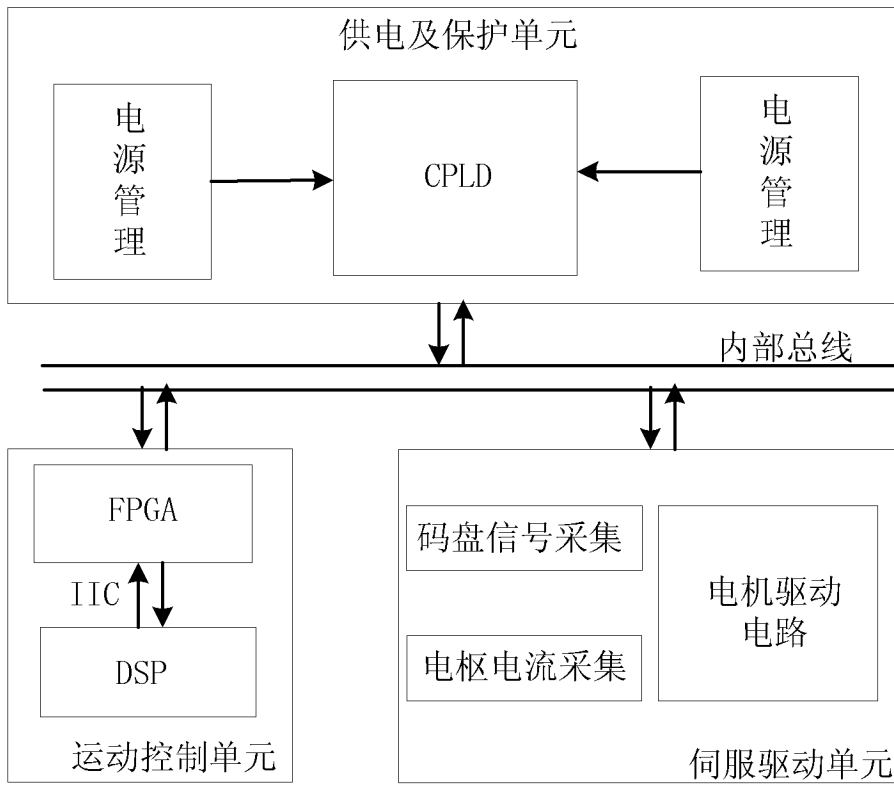 供电及保护单元
电源管理
CPLD
电源管理
内部总线
FPGA
IIC
DSP
运动控制单元
码盘信号采集
电枢电流采集
电机驱动
电路
伺服驱动单元